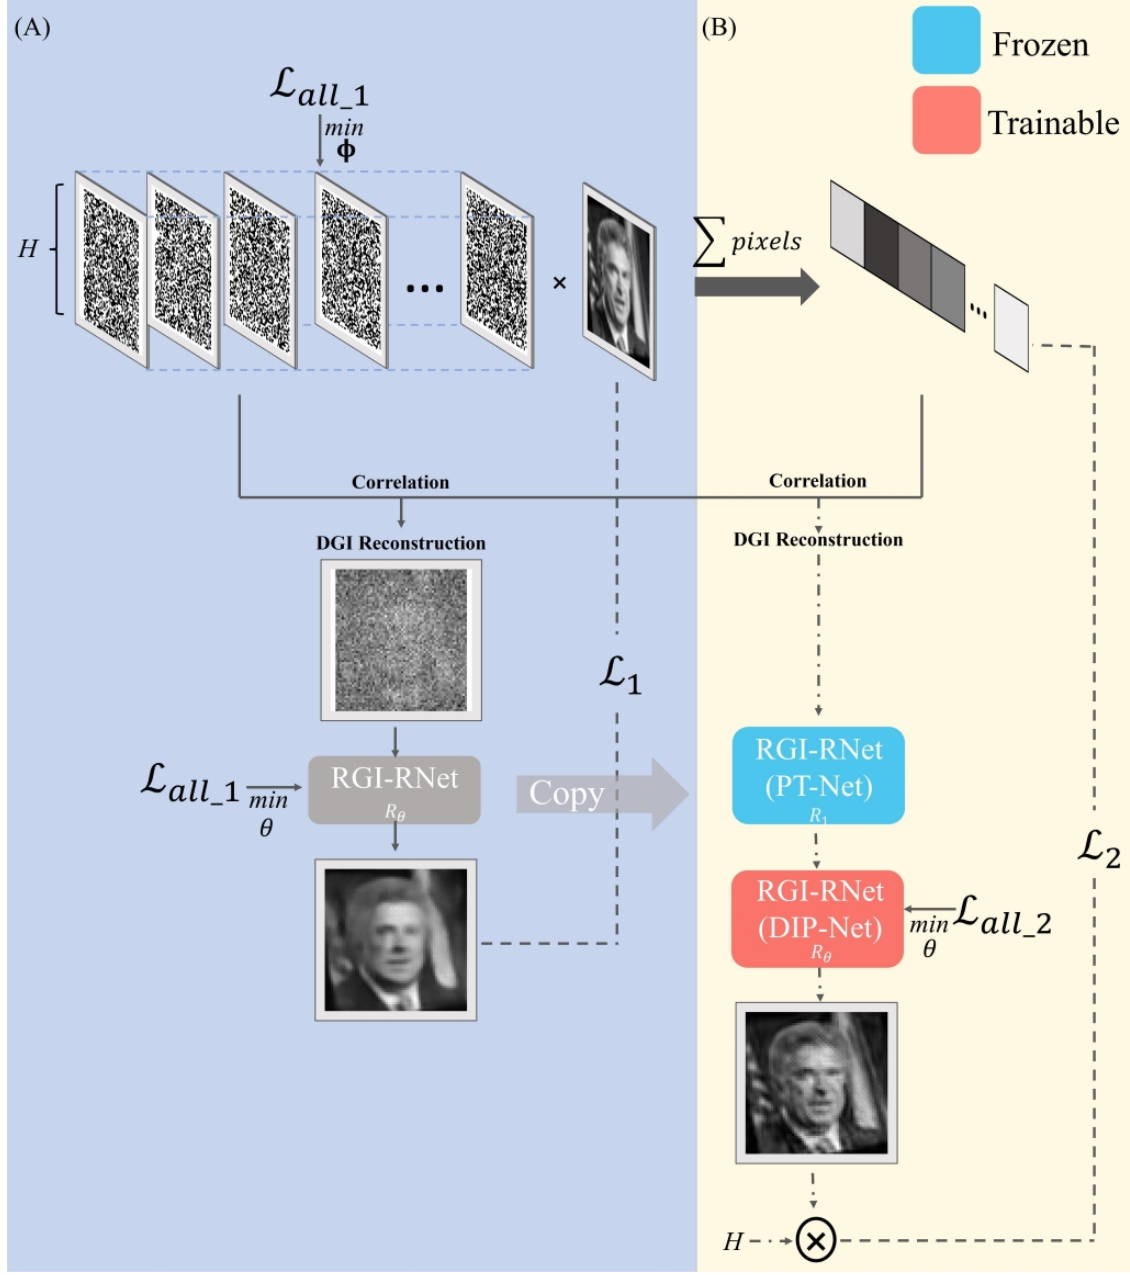 (A)
(B)
Frozen
Trainable
ℒall_1
min
Φ
H
...
×
∑ pixels
...
Correlation
Correlation
DGI Reconstruction
DGI Reconstruction
ℒ1
RGI-RNet
Rθ
ℒall_1
min
θ
Copy
RGI-RNet
(PT-Net)
R1
ℒ2
RGI-RNet
(DIP-Net)
Rθ
min
θ
ℒall_2
H
×